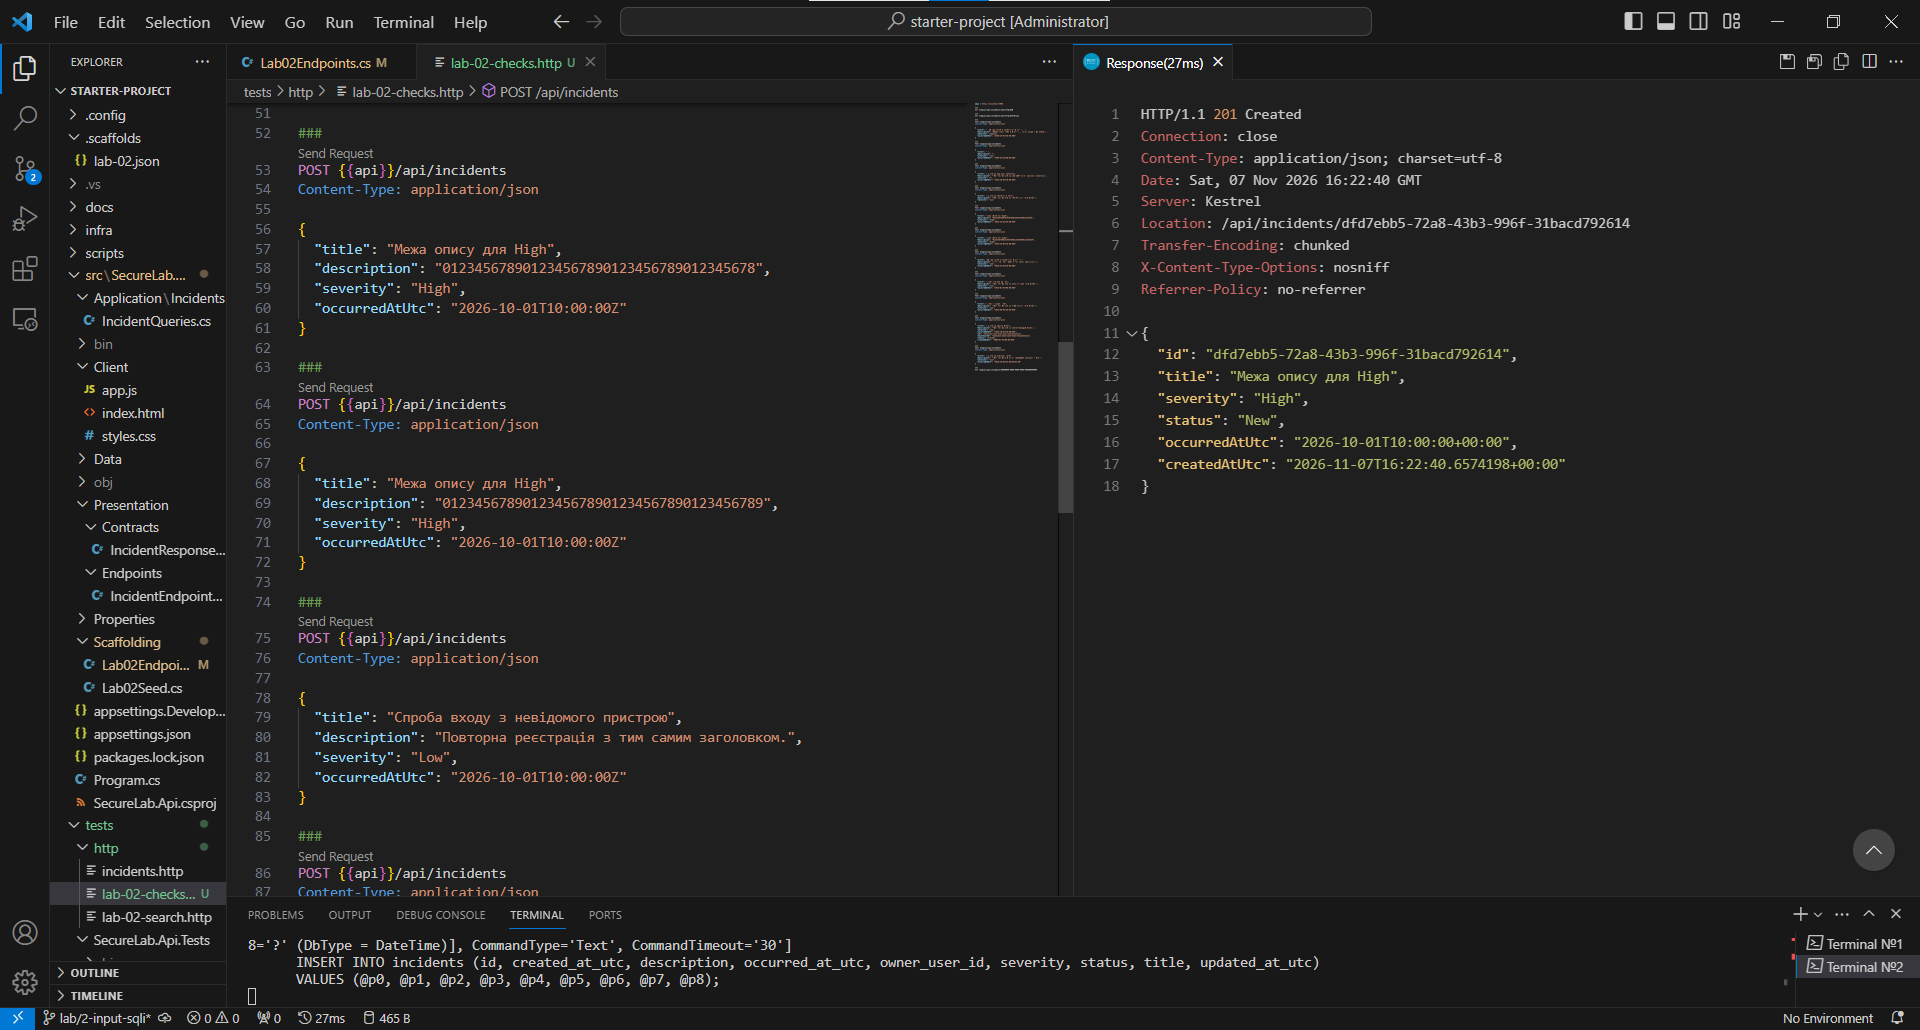 File Edit Selection View Go Run Terminal Help
starter-project [Administrator]
EXPLORER
STARTER-PROJECT
.config
.scaffolds
lab-02.json
.vs
docs
infra
scripts
src\SecureLab....
Application\Incidents
IncidentQueries.cs
bin
Client
app.js
index.html
styles.css
Data
obj
Presentation
Contracts
IncidentResponse...
Endpoints
IncidentEndpoint...
Properties
Scaffolding
Lab02Endpoi... M
Lab02Seed.cs
appsettings.Develop...
appsettings.json
packages.lock.json
Program.cs
SecureLab.Api.csproj
tests
http
incidents.http
lab-02-checks... U
lab-02-search.http
SecureLab.Api.Tests
OUTLINE
TIMELINE
Lab02Endpoints.cs M
lab-02-checks.http U
tests > http > lab-02-checks.http > POST /api/incidents
51
52 ###
Send Request
53 POST {{api}}/api/incidents
54 Content-Type: application/json
55
56 {
57 "title": "Межа опису для High",
58 "description": "012345678901234567890123456789012345678",
59 "severity": "High",
60 "occurredAtUtc": "2026-10-01T10:00:00Z"
61 }
62
63 ###
Send Request
64 POST {{api}}/api/incidents
65 Content-Type: application/json
66
67 {
68 "title": "Межа опису для High",
69 "description": "0123456789012345678901234567890123456789",
70 "severity": "High",
71 "occurredAtUtc": "2026-10-01T10:00:00Z"
72 }
73
74 ###
Send Request
75 POST {{api}}/api/incidents
76 Content-Type: application/json
77
78 {
79 "title": "Спроба входу з невідомого пристрою",
80 "description": "Повторна реєстрація з тим самим заголовком.",
81 "severity": "Low",
82 "occurredAtUtc": "2026-10-01T10:00:00Z"
83 }
84
85 ###
Send Request
86 POST {{api}}/api/incidents
87 Content-Type: application/json
Response(27ms)
1 HTTP/1.1 201 Created
2 Connection: close
3 Content-Type: application/json; charset=utf-8
4 Date: Sat, 07 Nov 2026 16:22:40 GMT
5 Server: Kestrel
6 Location: /api/incidents/dfd7ebb5-72a8-43b3-996f-31bacd792614
7 Transfer-Encoding: chunked
8 X-Content-Type-Options: nosniff
9 Referrer-Policy: no-referrer
10
11 {
12 "id": "dfd7ebb5-72a8-43b3-996f-31bacd792614",
13 "title": "Межа опису для High",
14 "severity": "High",
15 "status": "New",
16 "occurredAtUtc": "2026-10-01T10:00:00+00:00",
17 "createdAtUtc": "2026-11-07T16:22:40.6574198+00:00"
18 }
PROBLEMS OUTPUT DEBUG CONSOLE TERMINAL PORTS
8='?' (DbType = DateTime)], CommandType='Text', CommandTimeout='30']
INSERT INTO incidents (id, created_at_utc, description, occurred_at_utc, owner_user_id, severity, status, title, updated_at_utc)
VALUES (@p0, @p1, @p2, @p3, @p4, @p5, @p6, @p7, @p8);
Terminal №1
Terminal №2
2
lab/2-input-sqli* 0 0 0 27ms 465 B
No Environment